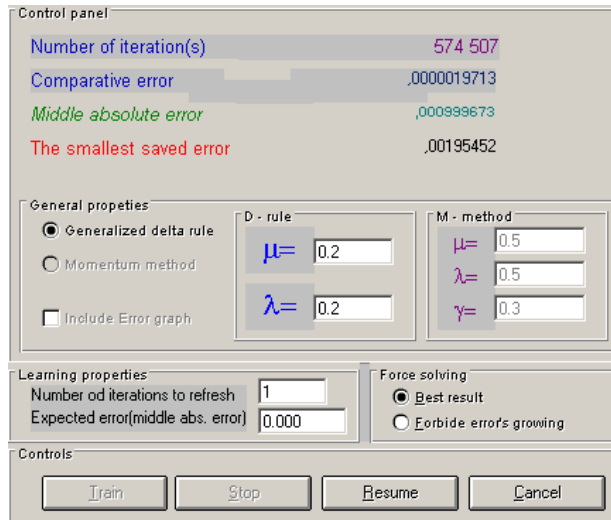 Control panel
Number of iteration(s) 574 507
Comparative error ,0000019713
Middle absolute error ,000999673
The smallest saved error ,00195452
General propeties
Generalized delta rule
Momentum method
Include Error graph
D - rule
μ= 0.2
λ= 0.2
M - method
μ= 0.5
λ= 0.5
γ= 0.3
Learning properties
Number od iterations to refresh 1
Expected error(middle abs. error) 0.000
Force solving
Best result
Forbide error's growing
Controls
Train Stop Resume Cancel